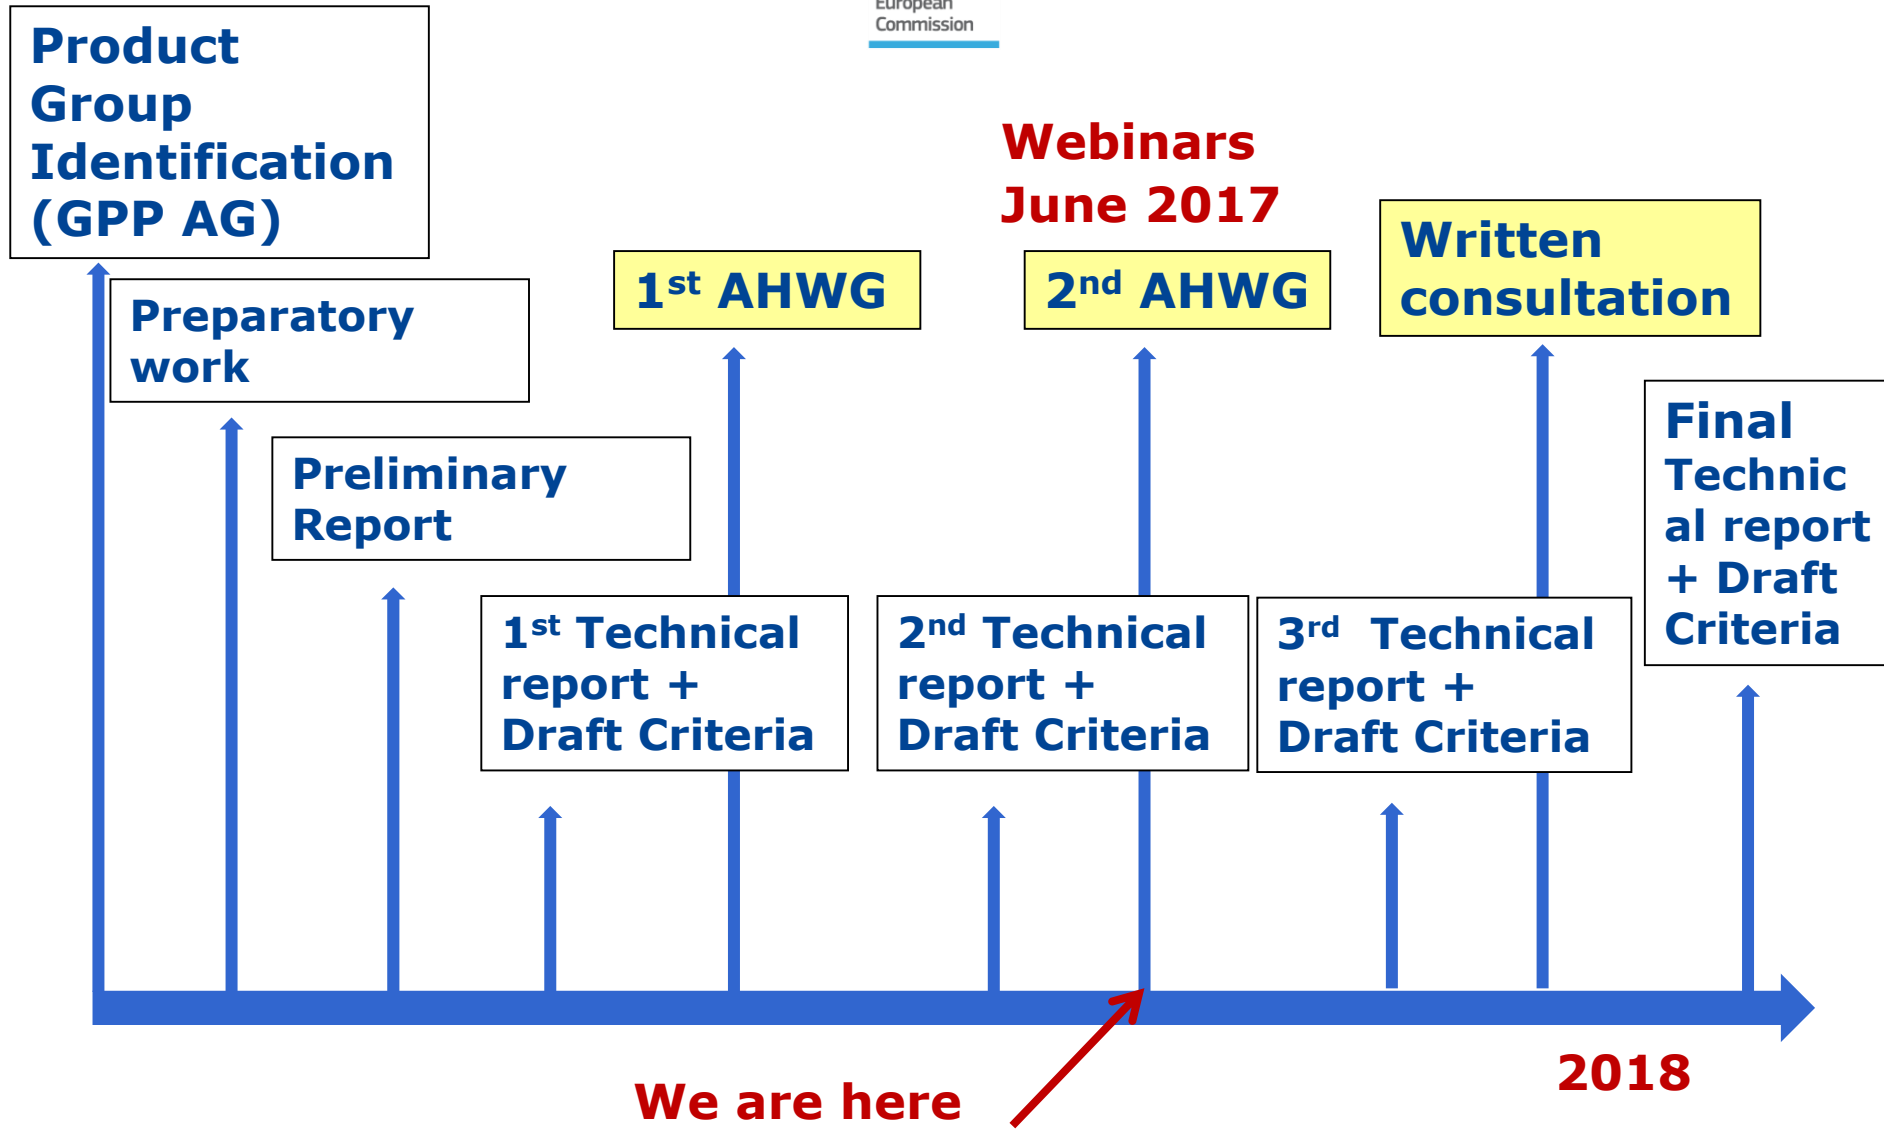 European
Commission
Product
Group
Identification
(GPP AG)
Webinars
June 2017
Preparatory
work
1st AHWG
2nd AHWG
Written
consultation
Preliminary
Report
Final
Technic
al report
+ Draft
Criteria
1st Technical
report +
Draft Criteria
2nd Technical
report +
Draft Criteria
3rd Technical
report +
Draft Criteria
2018
We are here